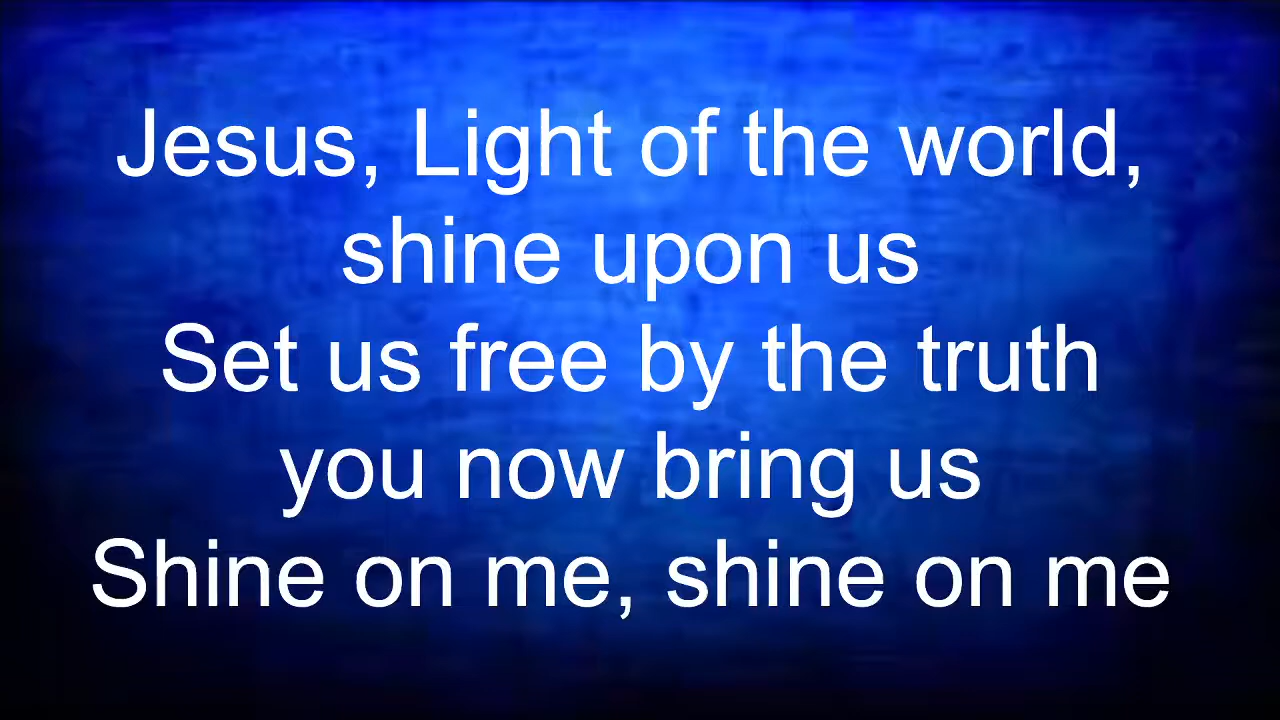 Jesus, Light of the world,
shine upon us
Set us free by the truth
you now bring us
Shine on me, shine on me